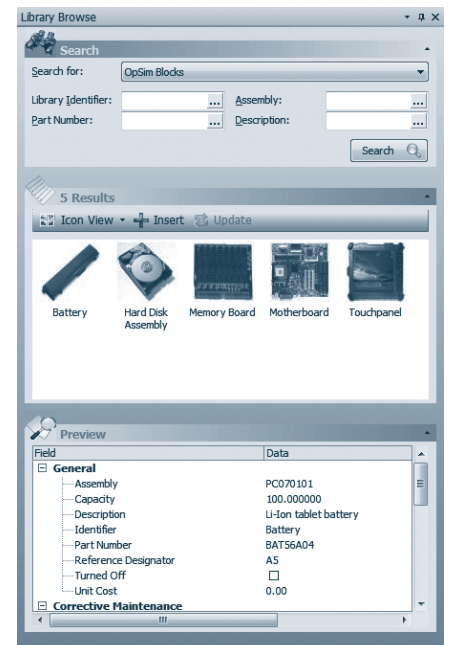 Library Browse
Search
Search for: OpSim Blocks
Library Identifier: ... Assembly: ...
Part Number: ... Description: ...
Search
5 Results
Icon View Insert Update
Battery Hard Disk Assembly Memory Board Motherboard Touchpanel
Preview
Field Data
General
Assembly PC070101
Capacity 100.000000
Description Li-Ion tablet battery
Identifier Battery
Part Number BAT56A04
Reference Designator A5
Turned Off
Unit Cost 0.00
Corrective Maintenance